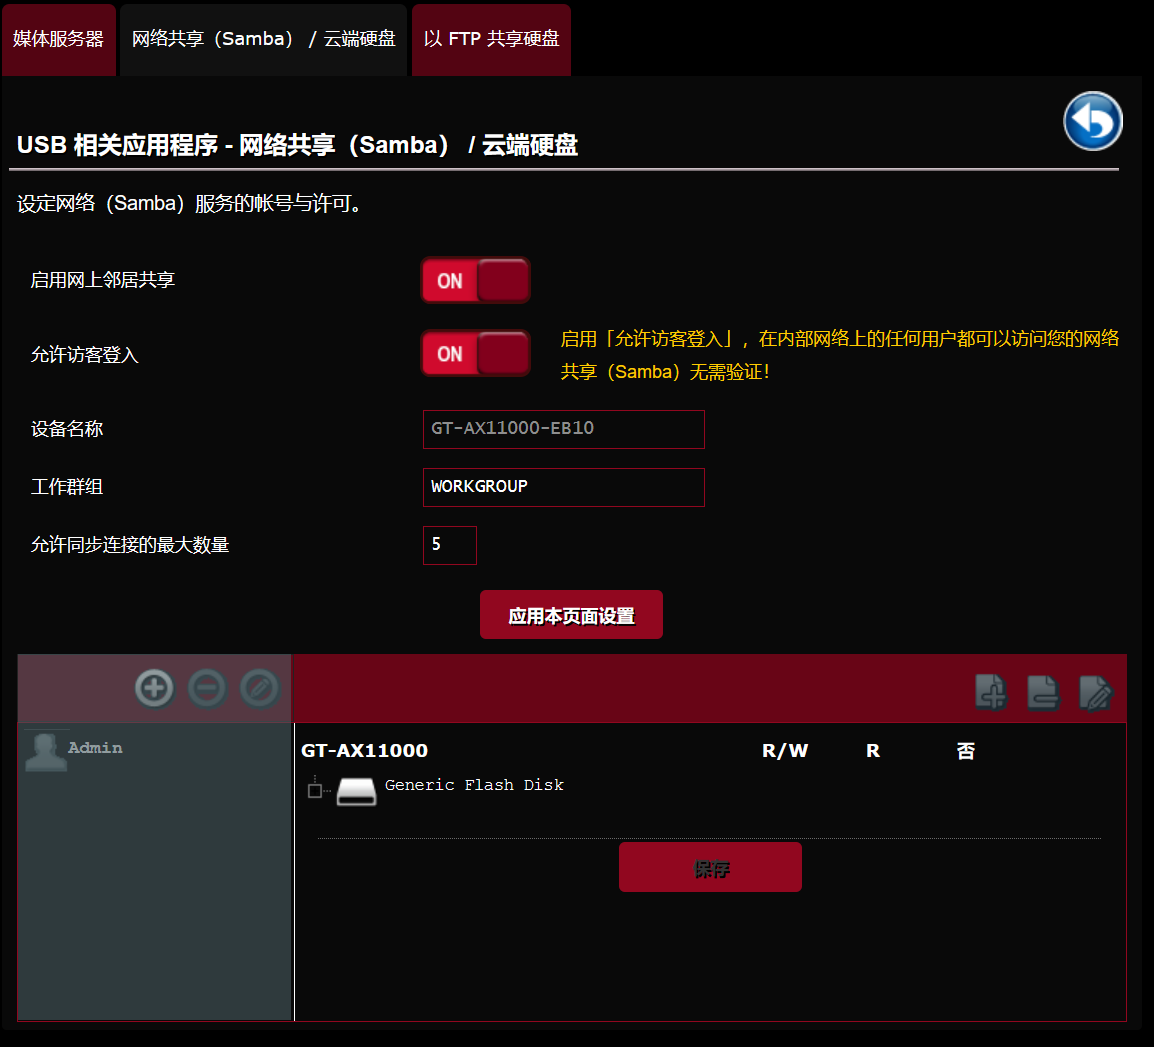 媒体服务器
网络共享（Samba） / 云端硬盘
以 FTP 共享硬盘
USB 相关应用程序 - 网络共享（Samba） / 云端硬盘
设定网络（Samba）服务的帐号与许可。
启用网上邻居共享
ON
允许访客登入
ON
启用「允许访客登入」，在内部网络上的任何用户都可以访问您的网络
共享（Samba）无需验证!
设备名称
GT-AX11000-EB10
工作群组
WORKGROUP
允许同步连接的最大数量
5
应用本页面设置
Admin
GT-AX11000
R/W
R
否
Generic Flash Disk
保存